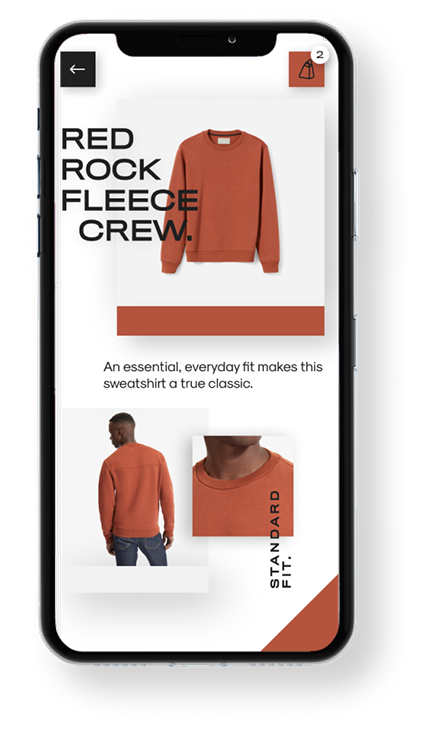 2
RED
ROCK
FLEECE
CREW.
An essential, everyday fit makes this
sweatshirt a true classic.
STANDARD
FIT.